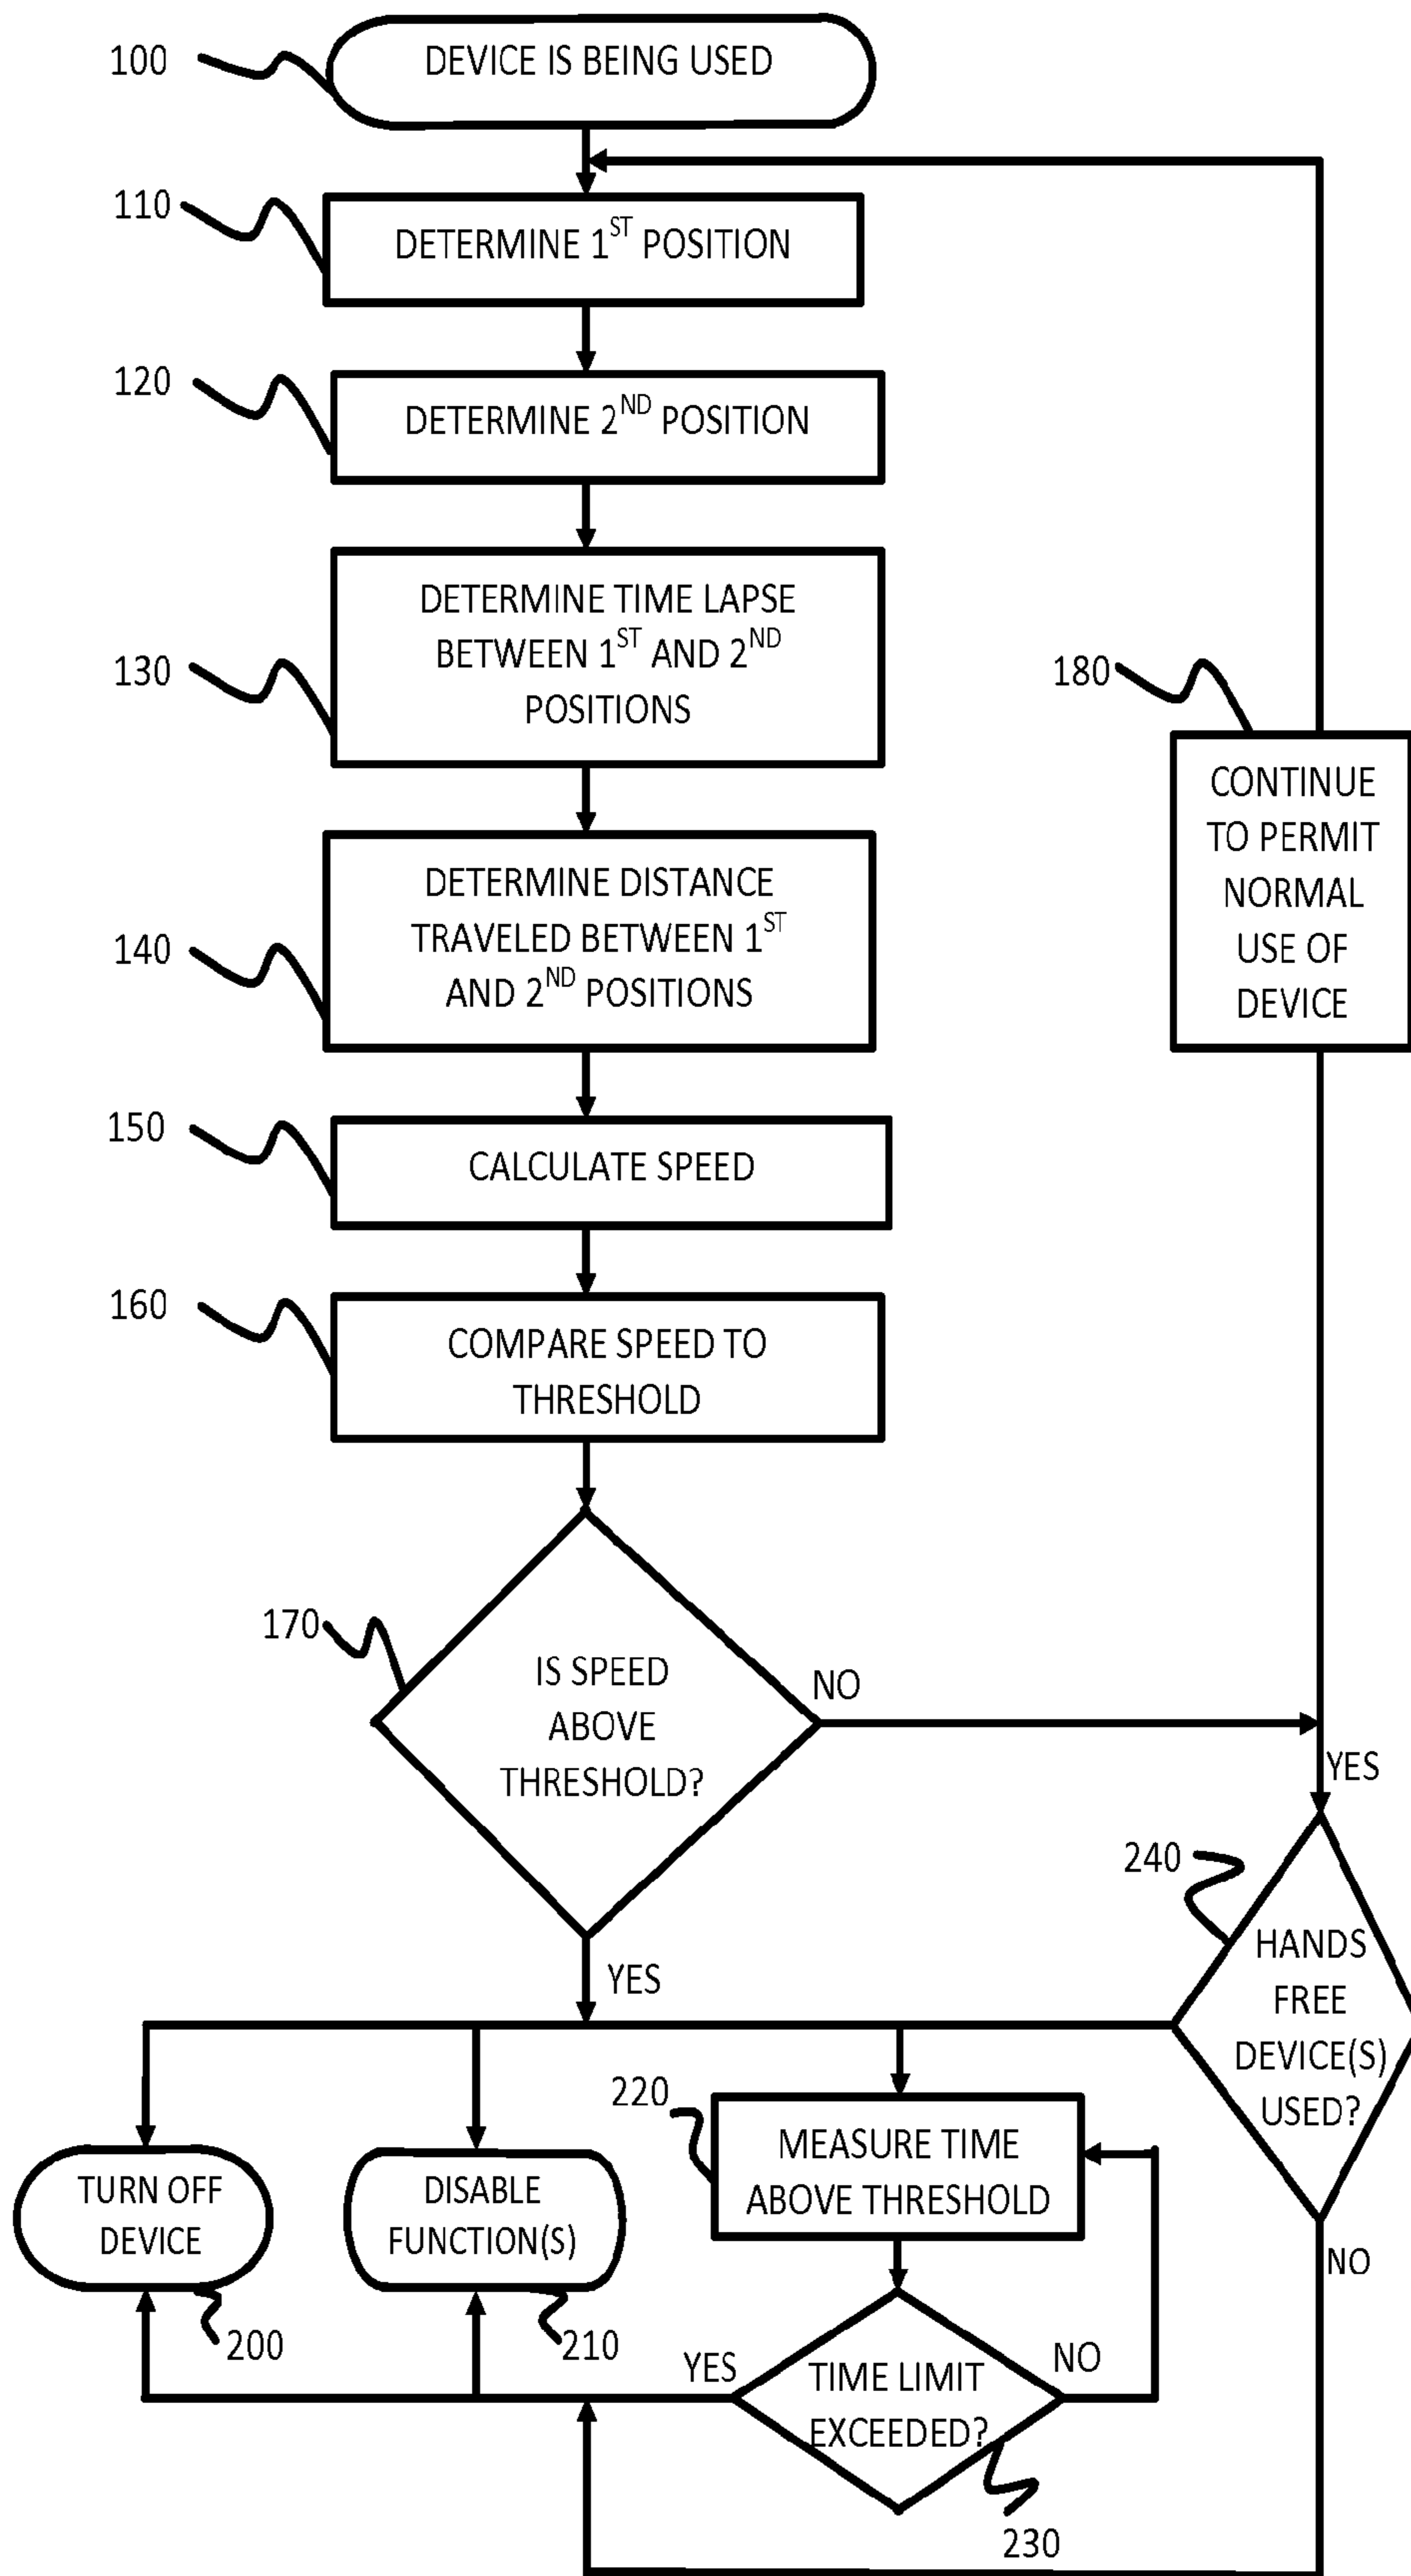 100
DEVICE IS BEING USED
110
DETERMINE 1ST POSITION
120
DETERMINE 2ND POSITION
130
DETERMINE TIME LAPSE
BETWEEN 1ST AND 2ND
POSITIONS
180
CONTINUE
TO PERMIT
NORMAL
USE OF
DEVICE
140
DETERMINE DISTANCE
TRAVELED BETWEEN 1ST
AND 2ND POSITIONS
150
CALCULATE SPEED
160
COMPARE SPEED TO
THRESHOLD
170
IS SPEED
ABOVE
THRESHOLD?
NO
YES
YES
240
HANDS
FREE
DEVICE(S)
USED?
NO
220
MEASURE TIME
ABOVE THRESHOLD
TURN OFF
DEVICE
200
DISABLE
FUNCTION(S)
210
YES
TIME LIMIT
EXCEEDED?
NO
230